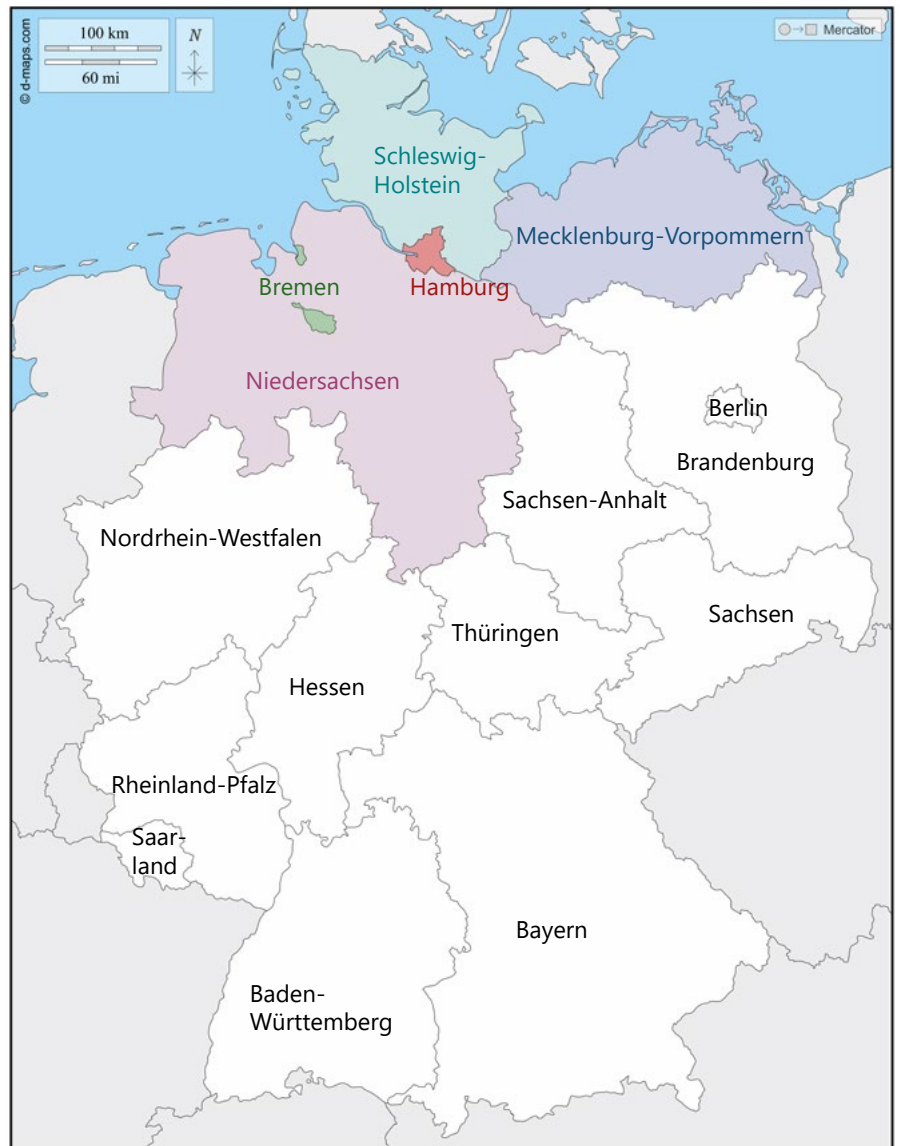 100 km
60 mi
N
Mercator
© d-maps.com
Schleswig-
Holstein
Mecklenburg-Vorpommern
Bremen
Hamburg
Niedersachsen
Berlin
Brandenburg
Sachsen-Anhalt
Nordrhein-Westfalen
Sachsen
Thüringen
Hessen
Rheinland-Pfalz
Saar-
land
Bayern
Baden-
Württemberg